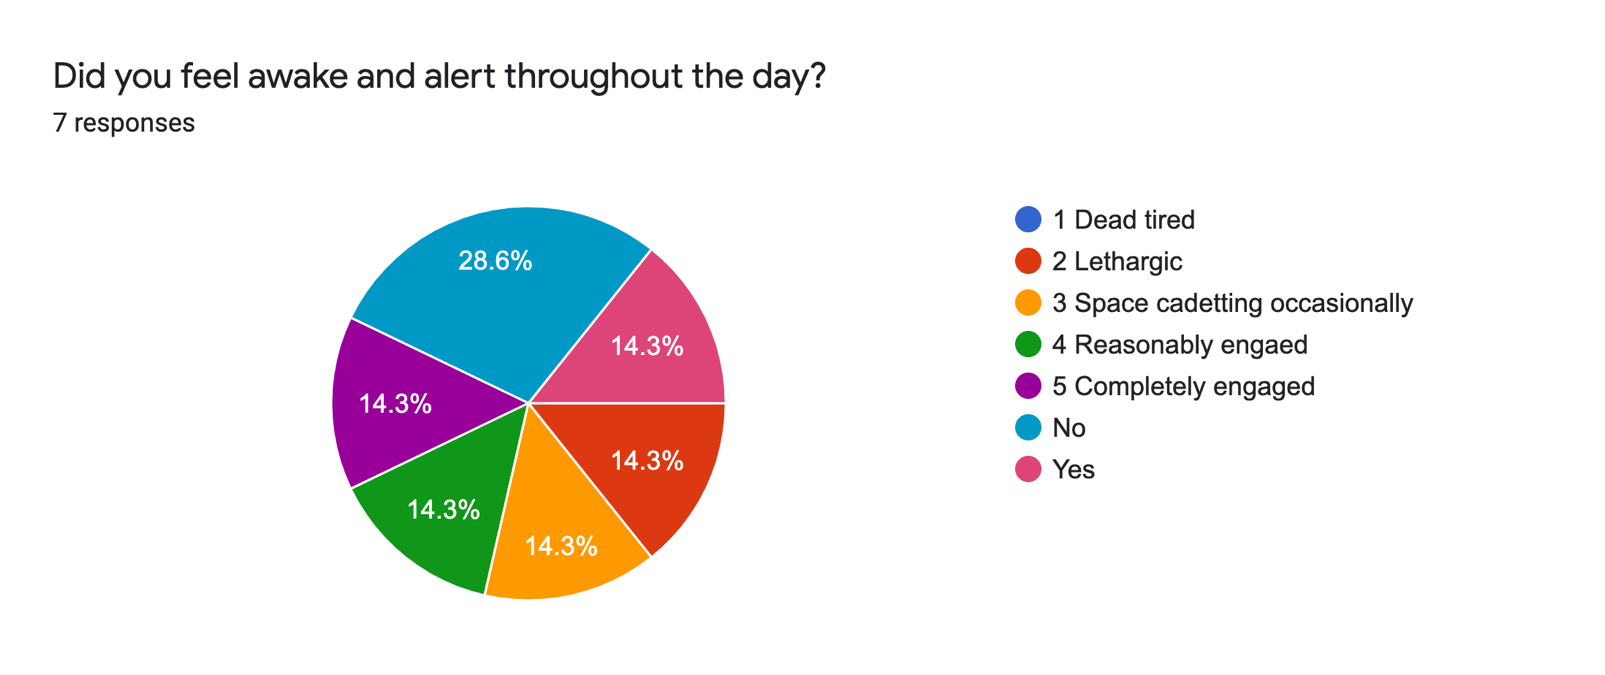 Did you feel awake and alert throughout the day?
7 responses
28.6%
14.3%
14.3%
14.3%
14.3%
14.3%
1 Dead tired
2 Lethargic
3 Space cadetting occasionally
4 Reasonably engaed
5 Completely engaged
No
Yes